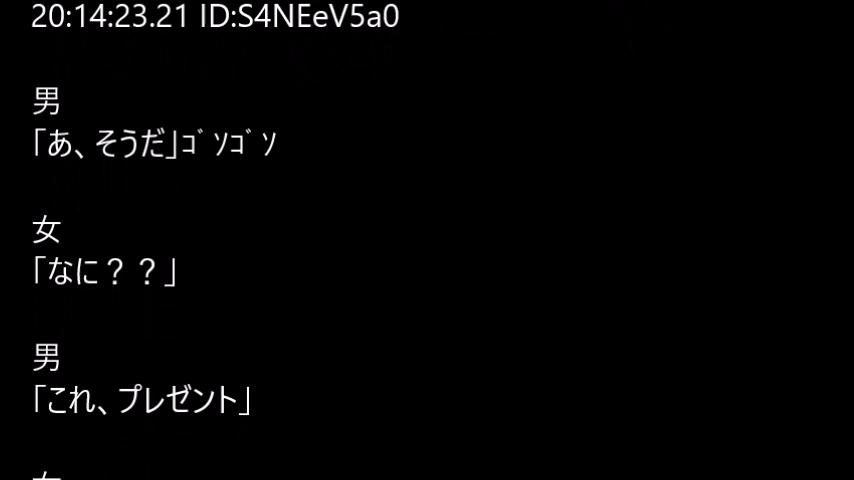 20:14:23.21 ID:S4NEeV5a0
男
「あ、そうだ」ｺﾞｿｺﾞｿ
女
「なに？？」
男
「これ、プレゼント」